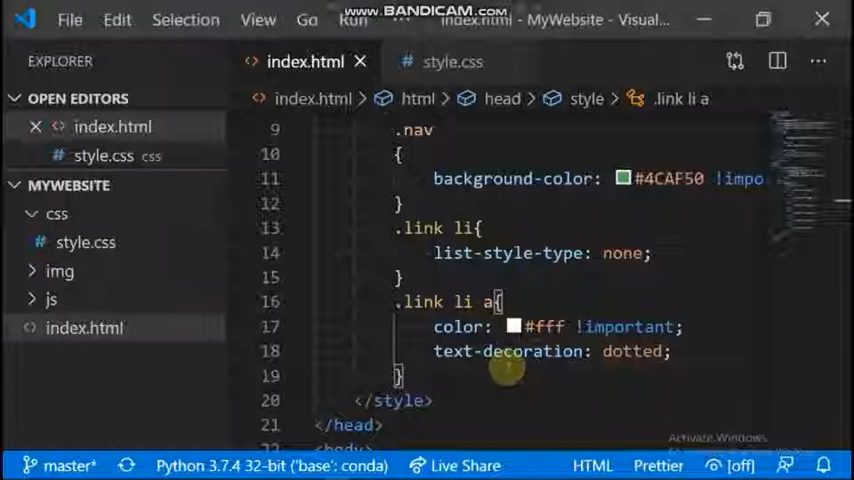 WWW.BANDICAM.COM
File Edit Selection View Go Run index.html - MyWebsite - Visual...
EXPLORER
index.html
style.css
OPEN EDITORS
index.html > html > head > style > .link li a
index.html
style.css css
MYWEBSITE
css
style.css
img
js
index.html
9 .nav
10 {
11 background-color: #4CAF50 !impo
12 }
13 .link li{
14 list-style-type: none;
15 }
16 .link li a{
17 color: #fff !important;
18 text-decoration: dotted;
19 }
20 </style>
21 </head>
22 <body>
Activate Windows
master* Python 3.7.4 32-bit ('base': conda) Live Share HTML Prettier [off]